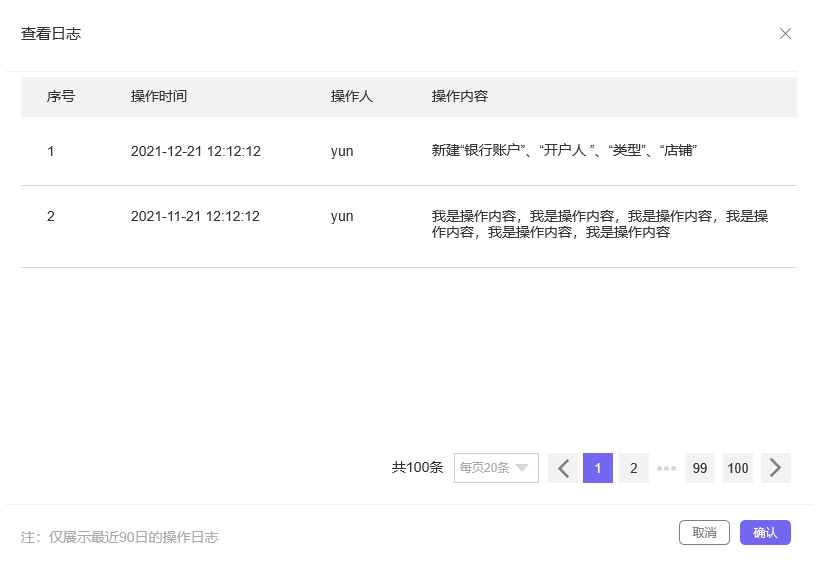 查看日志
序号 操作时间 操作人 操作内容
1 2021-12-21 12:12:12 yun 新建“银行账户”、“开户人 ”、“类型”、“店铺”
2 2021-11-21 12:12:12 yun 我是操作内容，我是操作内容，我是操作内容，我是操
作内容，我是操作内容，我是操作内容
共100条 每页20条 1 2 ••• 99 100
注：仅展示最近90日的操作日志 取消 确认